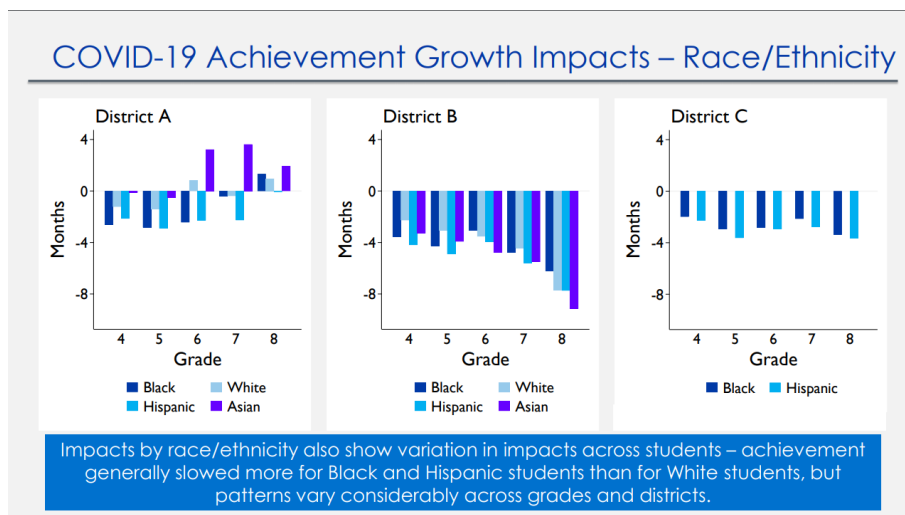 COVID-19 Achievement Growth Impacts – Race/Ethnicity
District A
4
0
-4
-8
Months
4 5 6 7 8
Grade
Black White
Hispanic Asian
District B
4
0
-4
-8
Months
4 5 6 7 8
Grade
Black White
Hispanic Asian
District C
4
0
-4
-8
Months
4 5 6 7 8
Grade
Black Hispanic
Impacts by race/ethnicity also show variation in impacts across students – achievement
generally slowed more for Black and Hispanic students than for White students, but
patterns vary considerably across grades and districts.